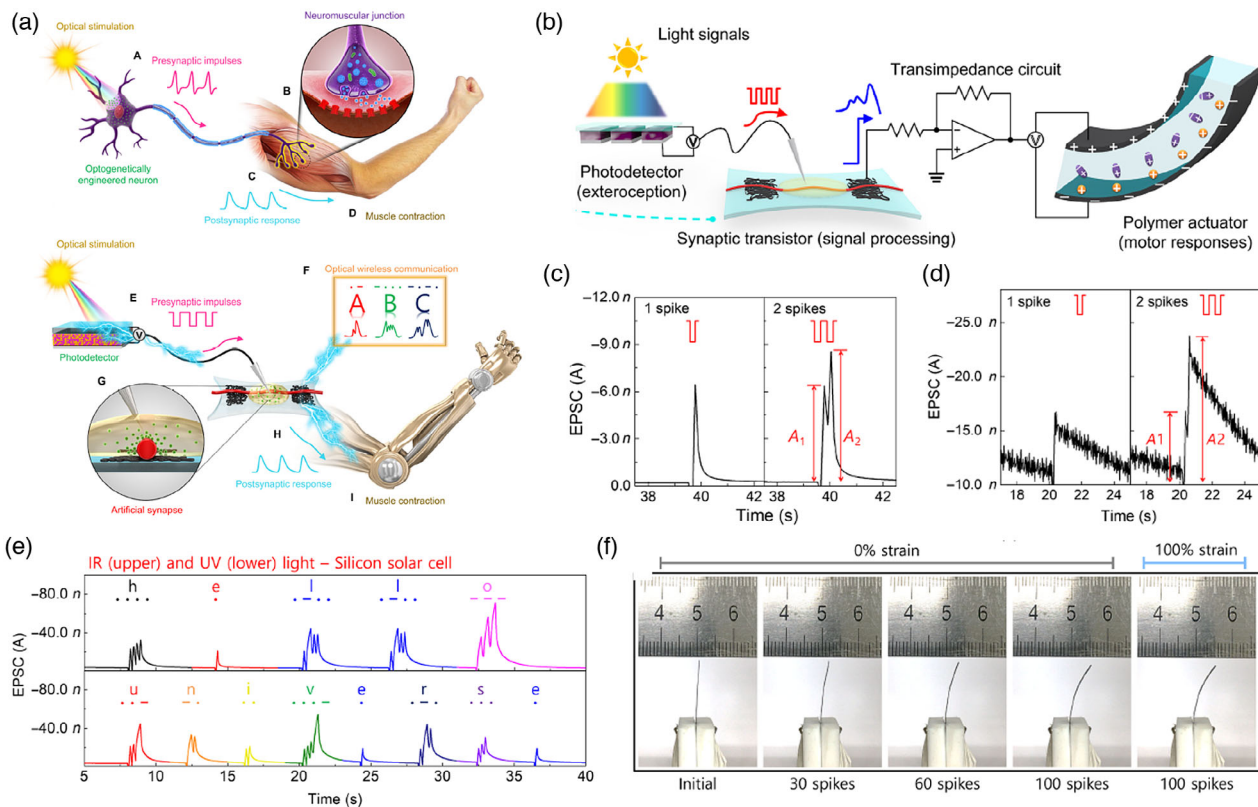 (a)
Optical stimulation
A
Presynaptic impulses
Neuromuscular junction
B
Optogenetically
engineered neuron
C
Postsynaptic response
D
Muscle contraction
Optical stimulation
E
Presynaptic impulses
F
Optical wireless communication
A B C
Photodetector
V
G
H
Postsynaptic response
I
Muscle contraction
Artificial synapse
(b)
Light signals
Transimpedance circuit
V
V
Photodetector
(exteroception)
Synaptic transistor (signal processing)
Polymer actuator
(motor responses)
(c)
EPSC (A)
-12.0 n
-9.0 n
-6.0 n
-3.0 n
0.0
1 spike
2 spikes
A1
A2
38 40 42 38 40 42
Time (s)
(d)
EPSC (A)
-25.0 n
-20.0 n
-15.0 n
-10.0 n
1 spike
2 spikes
A1
A2
18 20 22 24 18 20 22 24
Time (s)
(e)
IR (upper) and UV (lower) light – Silicon solar cell
EPSC (A)
-80.0 n
-40.0 n
h e l l o
-80.0 n
-40.0 n
u n i v e r s e
5 10 15 20 25 30 35 40
Time (s)
(f)
0% strain
100% strain
4 5 6
4 5 6
4 5 6
4 5 6
4 5 6
Initial
30 spikes
60 spikes
100 spikes
100 spikes